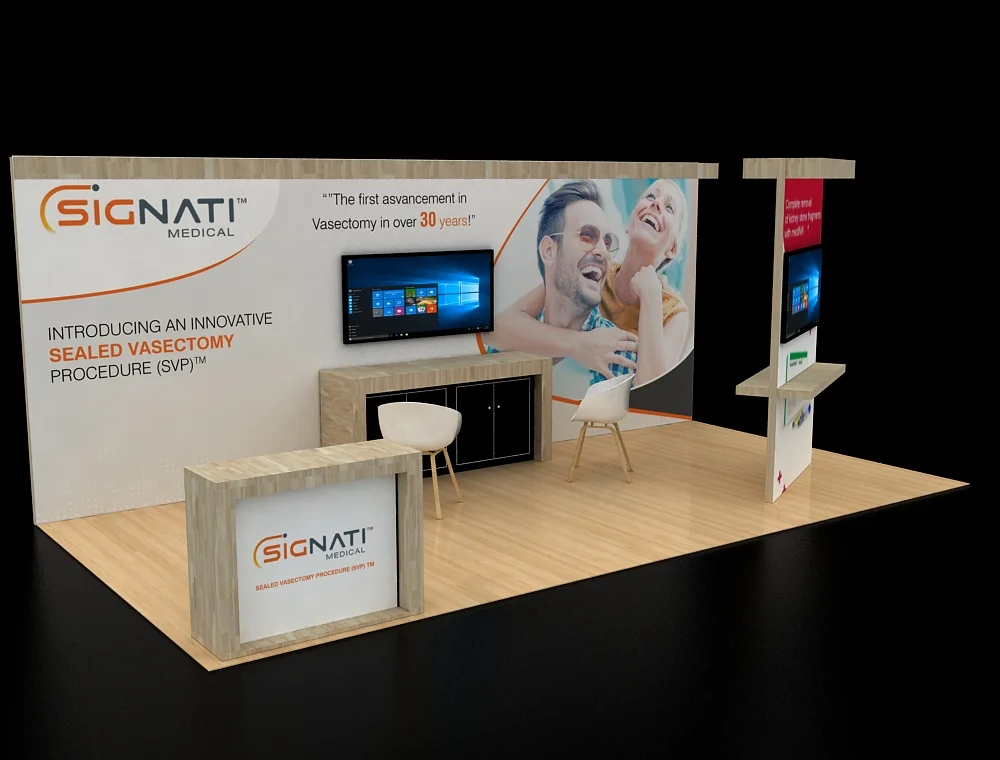 SIGNATI™
MEDICAL
INTRODUCING AN INNOVATIVE
SEALED VASECTOMY
PROCEDURE (SVP)™
“”The first asvancement in
Vasectomy in over 30 years!”
Complete removal
of kidney stone fragments
with
SIGNATI™
MEDICAL
SEALED VASECTOMY PROCEDURE (SVP) TM